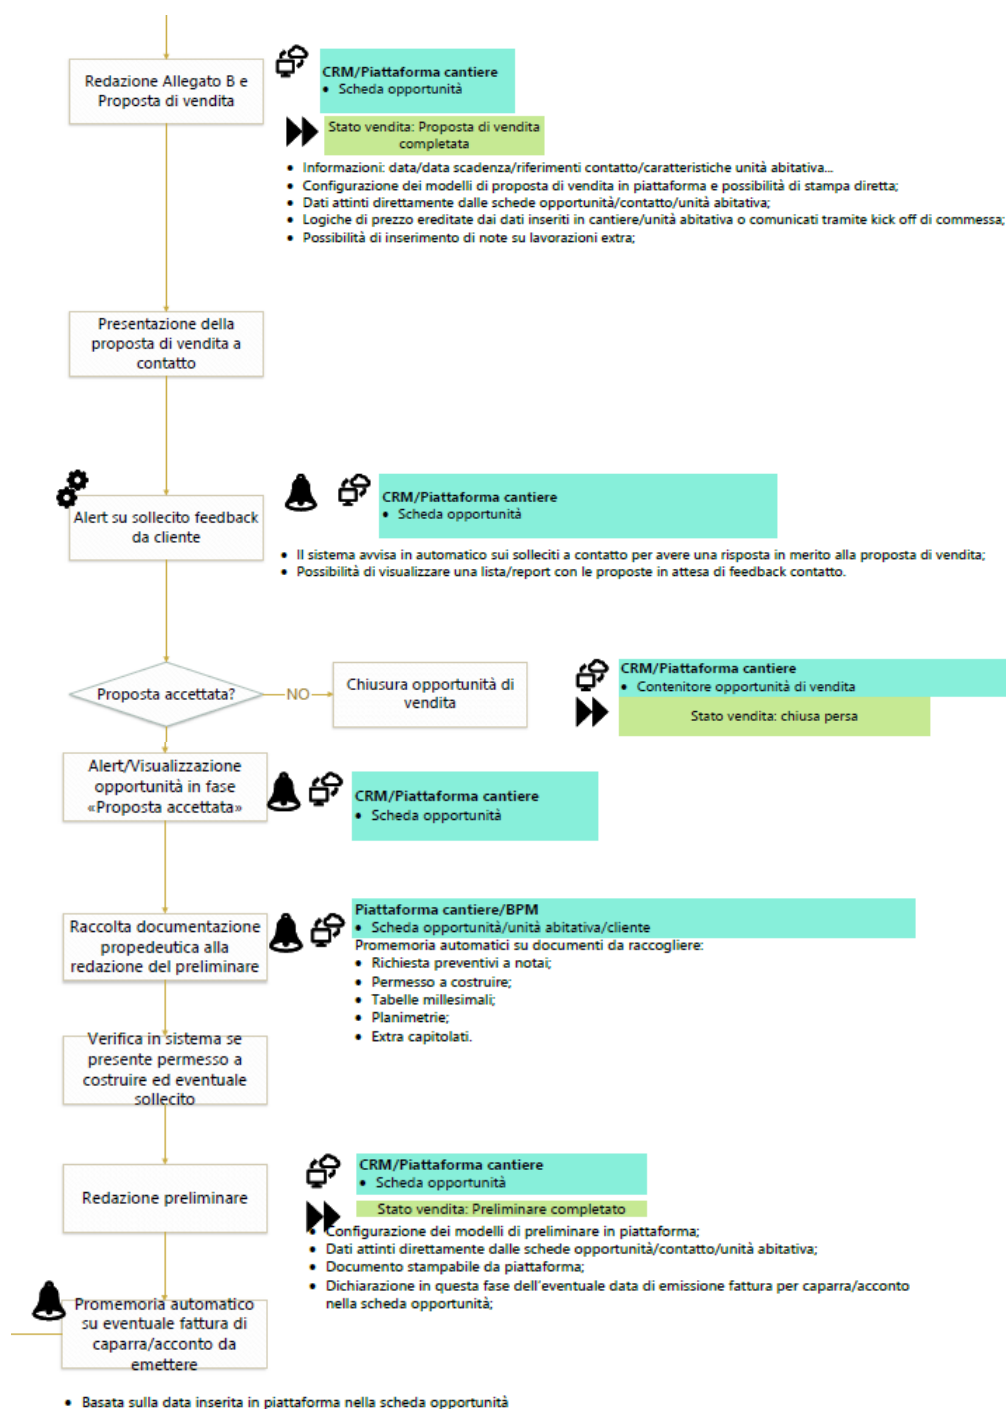 Redazione Allegato B e
Proposta di vendita
CRM/Piattaforma cantiere
• Scheda opportunità
Stato vendita: Proposta di vendita
completata
• Informazioni: data/data scadenza/riferimenti contatto/caratteristiche unità abitativa...
• Configurazione dei modelli di proposta di vendita in piattaforma e possibilità di stampa diretta;
• Dati attinti direttamente dalle schede opportunità/contatto/unità abitativa;
• Logiche di prezzo ereditate dai dati inseriti in cantiere/unità abitativa o comunicati tramite kick off di commessa;
• Possibilità di inserimento di note su lavorazioni extra;
Presentazione della
proposta di vendita a
contatto
Alert su sollecito feedback
da cliente
CRM/Piattaforma cantiere
• Scheda opportunità
• Il sistema avvisa in automatico sui solleciti a contatto per avere una risposta in merito alla proposta di vendita;
• Possibilità di visualizzare una lista/report con le proposte in attesa di feedback contatto.
Proposta accettata?
NO
Chiusura opportunità di
vendita
CRM/Piattaforma cantiere
• Contenitore opportunità di vendita
Stato vendita: chiusa persa
Alert/Visualizzazione
opportunità in fase
«Proposta accettata»
CRM/Piattaforma cantiere
• Scheda opportunità
Raccolta documentazione
propedeutica alla
redazione del preliminare
Piattaforma cantiere/BPM
• Scheda opportunità/unità abitativa/cliente
Promemoria automatici su documenti da raccogliere:
• Richiesta preventivi a notai;
• Permesso a costruire;
• Tabelle millesimali;
• Planimetrie;
• Extra capitolati.
Verifica in sistema se
presente permesso a
costruire ed eventuale
sollecito
Redazione preliminare
CRM/Piattaforma cantiere
• Scheda opportunità
Stato vendita: Preliminare completato
• Configurazione dei modelli di preliminare in piattaforma;
• Dati attinti direttamente dalle schede opportunità/contatto/unità abitativa;
• Documento stampabile da piattaforma;
• Dichiarazione in questa fase dell'eventuale data di emissione fattura per caparra/acconto
nella scheda opportunità;
Promemoria automatico
su eventuale fattura di
caparra/acconto da
emettere
• Basata sulla data inserita in piattaforma nella scheda opportunità